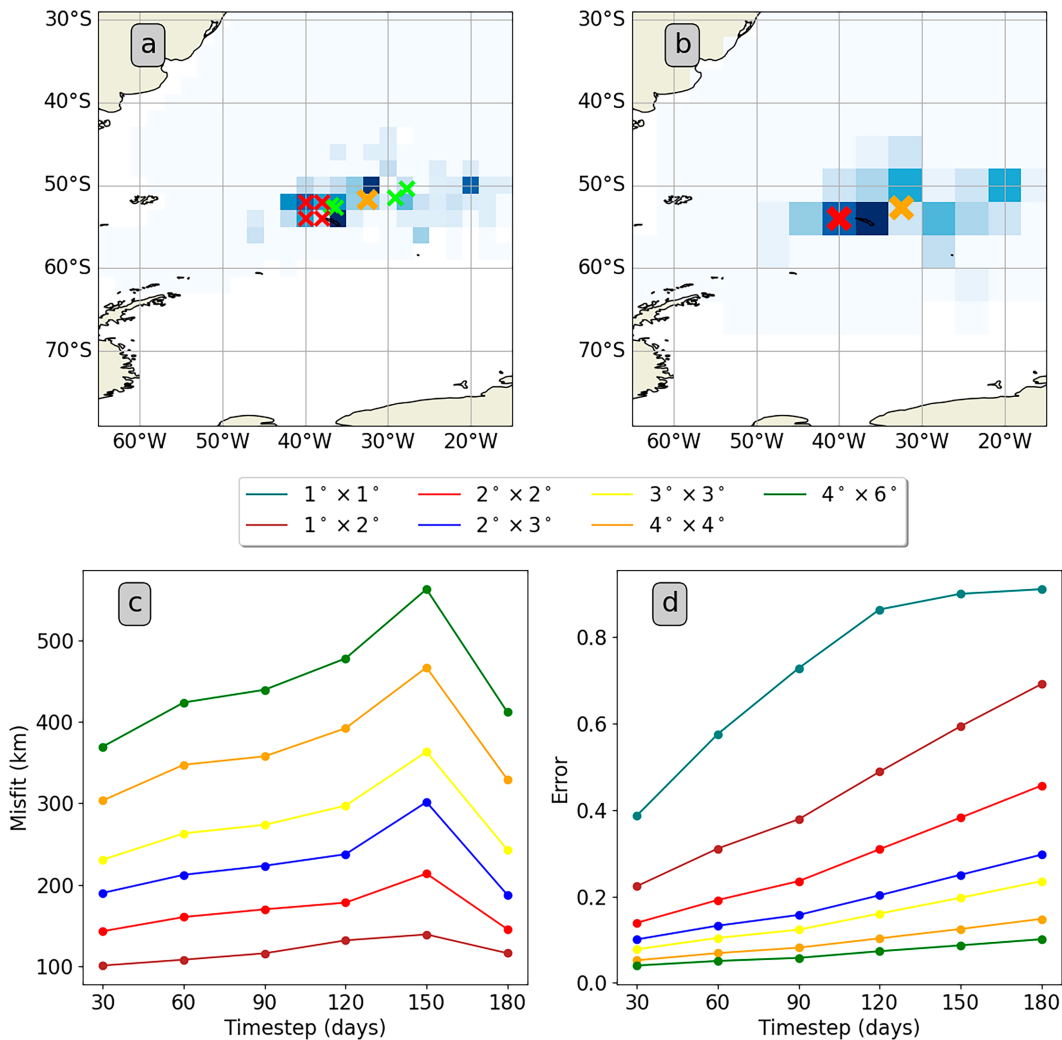 30°S
40°S
50°S
60°S
70°S
a
60°W 50°W 40°W 30°W 20°W
30°S
40°S
50°S
60°S
70°S
b
60°W 50°W 40°W 30°W 20°W
1° × 1° 2° × 2° 3° × 3° 4° × 6°
1° × 2° 2° × 3° 4° × 4°
c
Misfit (km)
500
400
300
200
100
30 60 90 120 150 180
Timestep (days)
d
Error
0.8
0.6
0.4
0.2
0.0
30 60 90 120 150 180
Timestep (days)